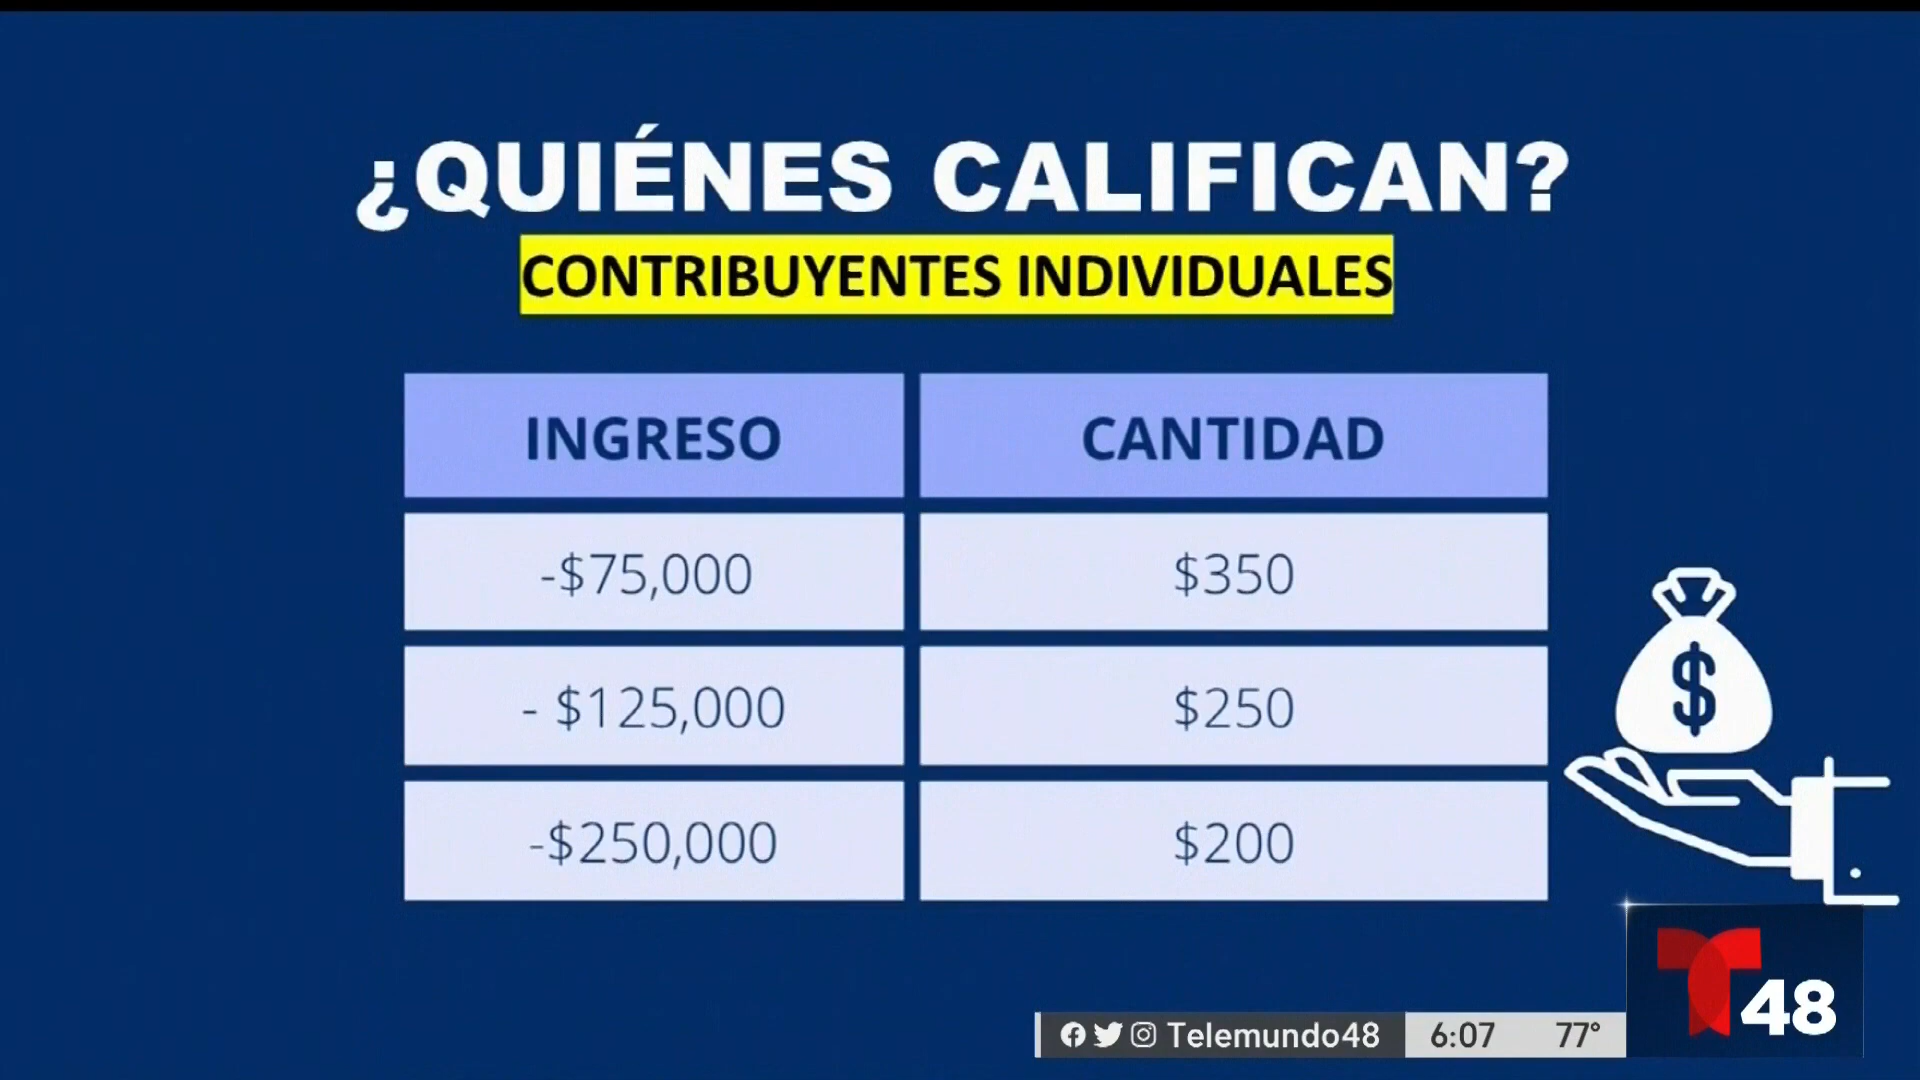 ¿QUIÉNES CALIFICAN?
CONTRIBUYENTES INDIVIDUALES
INGRESO CANTIDAD
-$75,000 $350
- $125,000 $250
-$250,000 $200
$
48
Telemundo48 6:07 77°